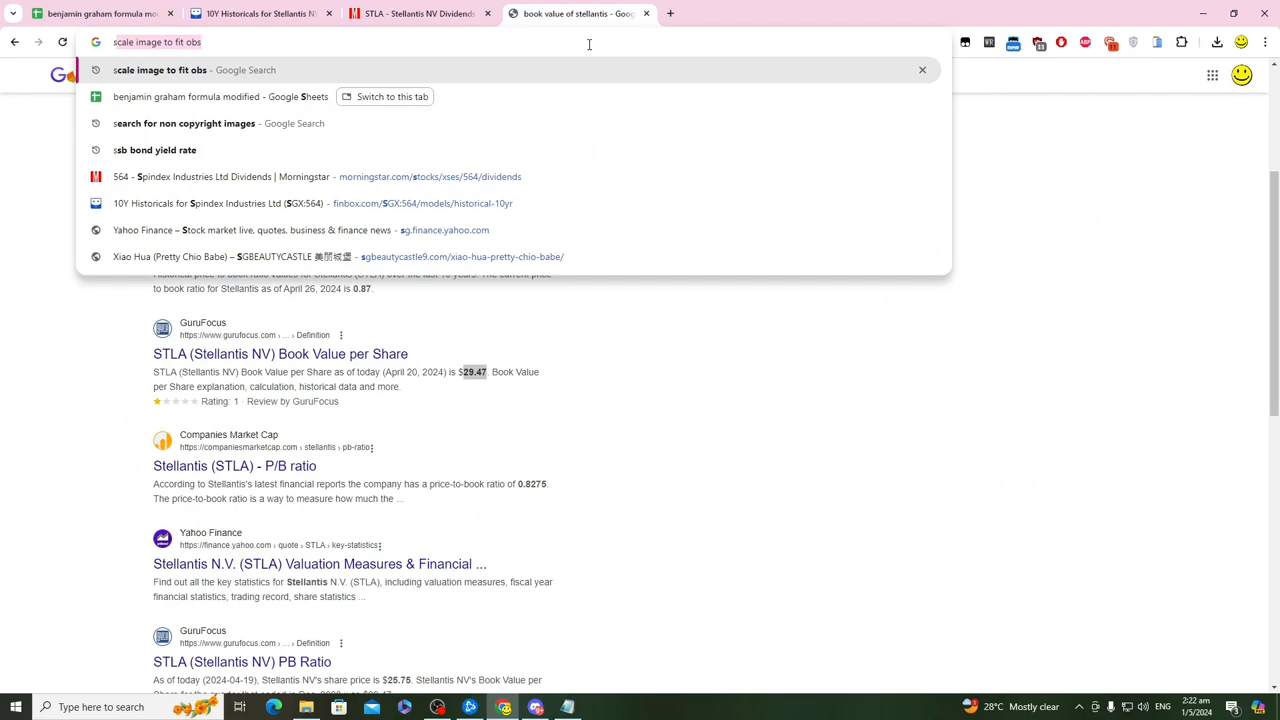 benjamin graham formula mo
10Y Historicals for Stellantis NV
STLA - Stellantis NV Dividends
book value of stellantis - Goog
scale image to fit obs
scale image to fit obs - Google Search
benjamin graham formula modified - Google Sheets
Switch to this tab
search for non copyright images - Google Search
ssb bond yield rate
564 - Spindex Industries Ltd Dividends | Morningstar - morningstar.com/stocks/xses/564/dividends
10Y Historicals for Spindex Industries Ltd (SGX:564) - finbox.com/SGX:564/models/historical-10yr
Yahoo Finance – Stock market live, quotes, business & finance news - sg.finance.yahoo.com
Xiao Hua (Pretty Chio Babe) – SGBEAUTYCASTLE 美丽城堡 - sgbeautycastle9.com/xiao-hua-pretty-chio-babe/
Historical price to book ratio values for Stellantis (STLA) over the last 10 years. The current price
to book ratio for Stellantis as of April 26, 2024 is 0.87.
GuruFocus
https://www.gurufocus.com › ... › Definition
STLA (Stellantis NV) Book Value per Share
STLA (Stellantis NV) Book Value per Share as of today (April 20, 2024) is $29.47. Book Value
per Share explanation, calculation, historical data and more.
Rating: 1 · Review by GuruFocus
Companies Market Cap
https://companiesmarketcap.com › stellantis › pb-ratio
Stellantis (STLA) - P/B ratio
According to Stellantis's latest financial reports the company has a price-to-book ratio of 0.8275.
The price-to-book ratio is a way to measure how much the ...
Yahoo Finance
https://finance.yahoo.com › quote › STLA › key-statistics
Stellantis N.V. (STLA) Valuation Measures & Financial ...
Find out all the key statistics for Stellantis N.V. (STLA), including valuation measures, fiscal year
financial statistics, trading record, share statistics ...
GuruFocus
https://www.gurufocus.com › ... › Definition
STLA (Stellantis NV) PB Ratio
As of today (2024-04-19), Stellantis NV's share price is $25.75. Stellantis NV's Book Value per
Type here to search
28°C Mostly clear
2:22 pm
1/5/2024